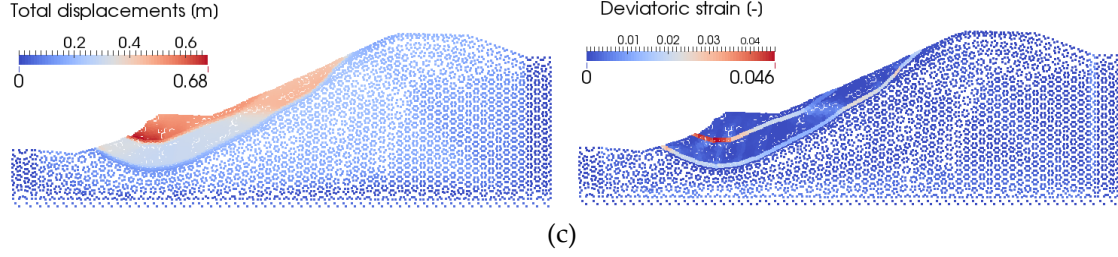 Total displacements (m)
0.2 0.4 0.6
0 0.68
Deviatoric strain (-)
0.01 0.02 0.03 0.04
0 0.046
(c)